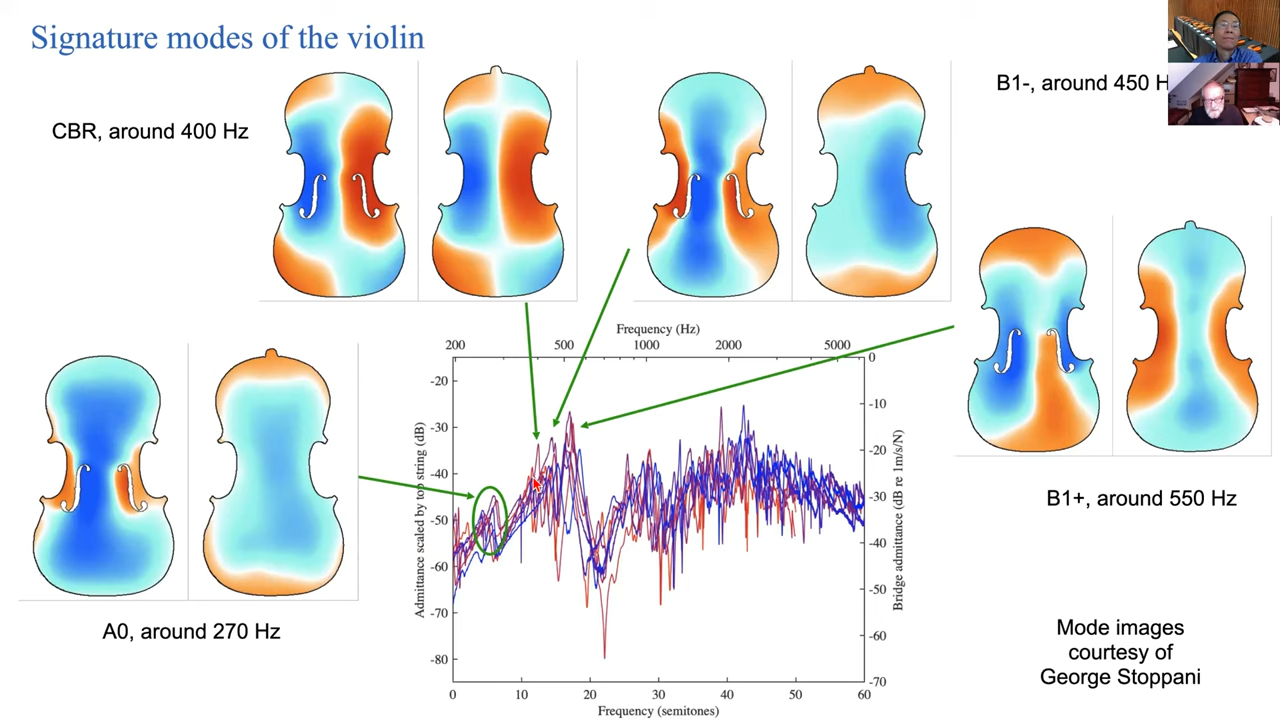 Signature modes of the violin
CBR, around 400 Hz
B1-, around 450 H
Frequency (Hz)
200 500 1000 2000 5000
Admittance scaled by top string (dB)
-20
-30
-40
-50
-60
-70
-80
0
-10
-20
-30
-40
-50
-60
-70
Bridge admittance (dB re 1m/s/N)
0 10 20 30 40 50 60
Frequency (semitones)
A0, around 270 Hz
B1+, around 550 Hz
Mode images
courtesy of
George Stoppani